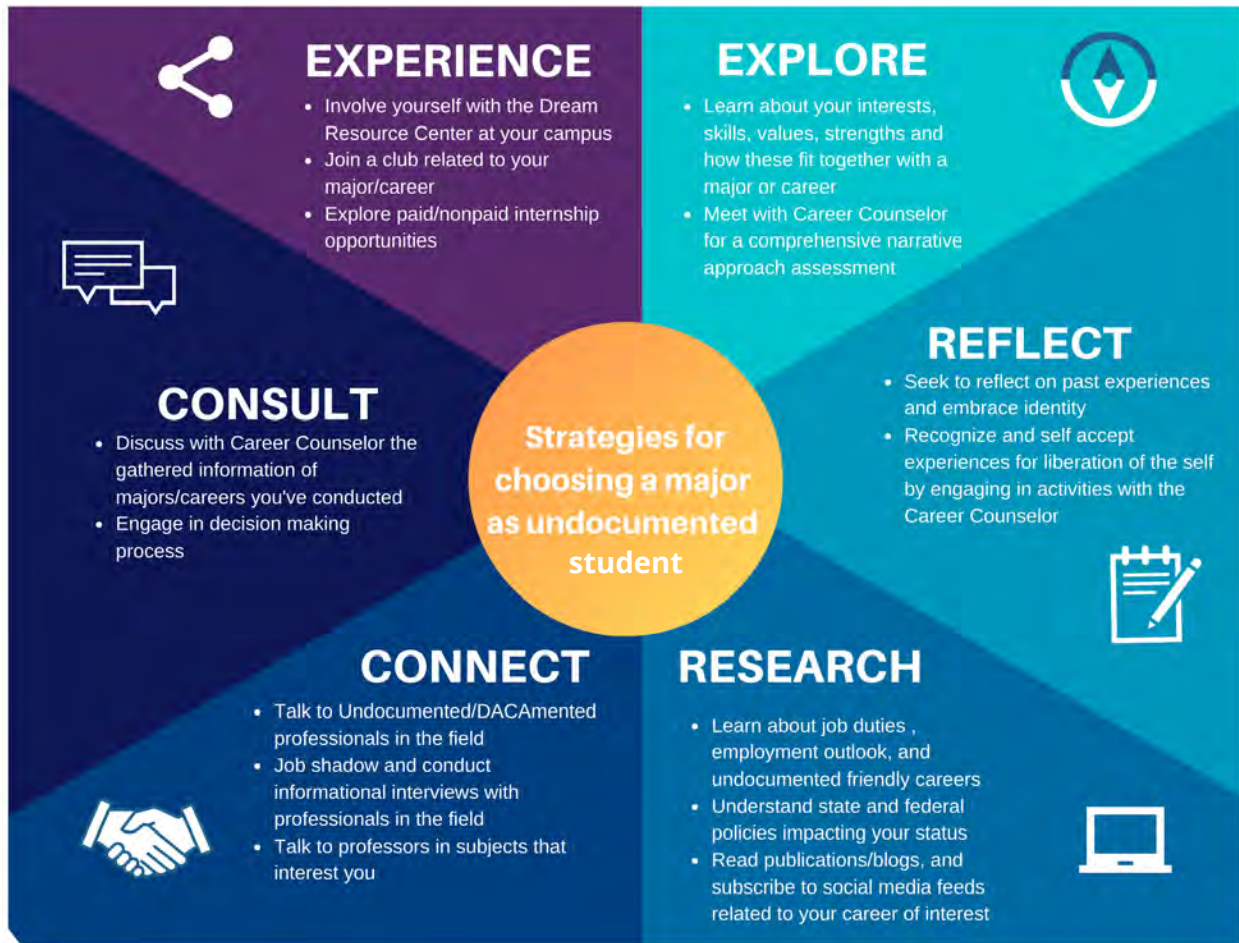 EXPERIENCE
• Involve yourself with the Dream
Resource Center at your campus
• Join a club related to your
major/career
• Explore paid/nonpaid internship
opportunities
EXPLORE
• Learn about your interests,
skills, values, strengths and
how these fit together with a
major or career
• Meet with Career Counselor
for a comprehensive narrative
approach assessment
REFLECT
• Seek to reflect on past experiences
and embrace identity
• Recognize and self accept
experiences for liberation of the self
by engaging in activities with the
Career Counselor
RESEARCH
• Learn about job duties ,
employment outlook, and
undocumented friendly careers
• Understand state and federal
policies impacting your status
• Read publications/blogs, and
subscribe to social media feeds
related to your career of interest
CONNECT
• Talk to Undocumented/DACAmented
professionals in the field
• Job shadow and conduct
informational interviews with
professionals in the field
• Talk to professors in subjects that
interest you
CONSULT
• Discuss with Career Counselor the
gathered information of
majors/careers you've conducted
• Engage in decision making
process
Strategies for
choosing a major
as undocumented
student